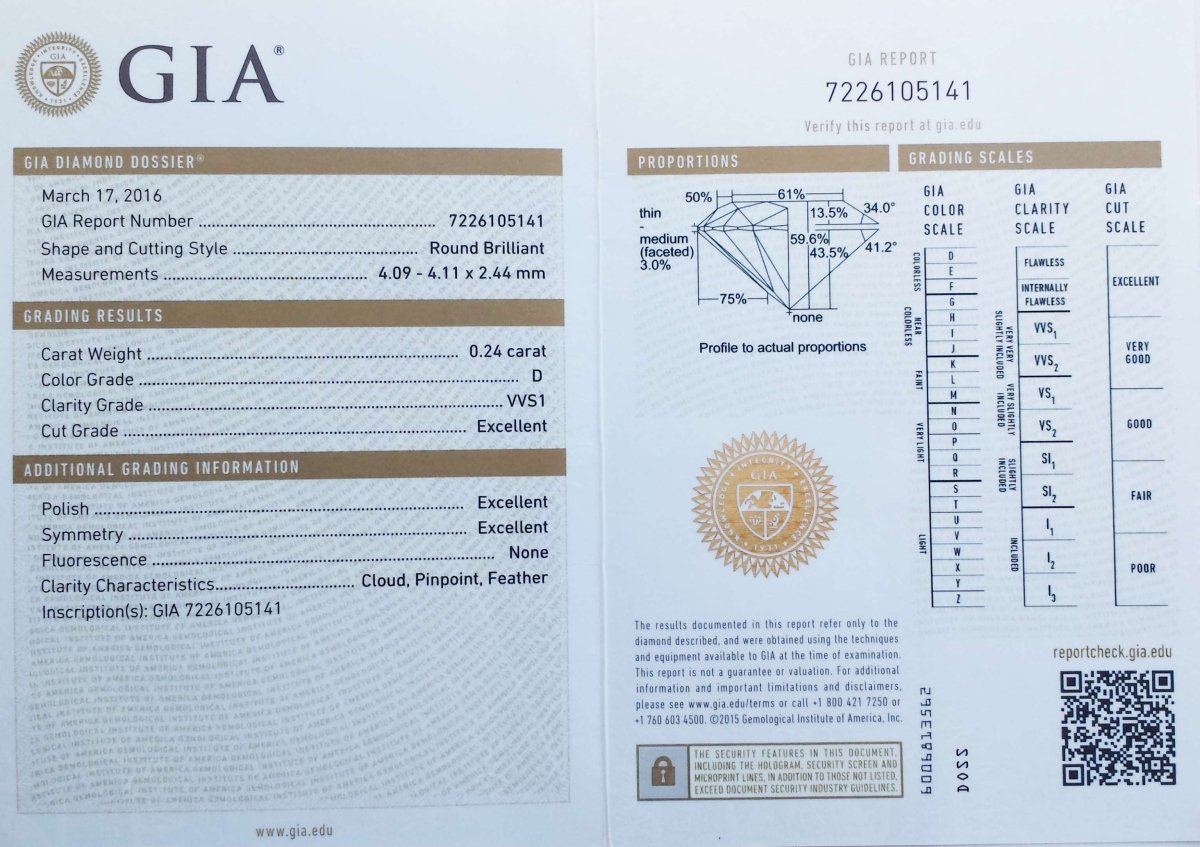 GIA®
GIA DIAMOND DOSSIER®
March 17, 2016
GIA Report Number ........ 7226105141
Shape and Cutting Style ........ Round Brilliant
Measurements ........ 4.09 - 4.11 x 2.44 mm
GRADING RESULTS
Carat Weight ........ 0.24 carat
Color Grade ........ D
Clarity Grade ........ VVS1
Cut Grade ........ Excellent
ADDITIONAL GRADING INFORMATION
Polish ........ Excellent
Symmetry ........ Excellent
Fluorescence ........ None
Clarity Characteristics........ Cloud, Pinpoint, Feather
Inscription(s): GIA 7226105141
www.gia.edu
GIA REPORT
7226105141
Verify this report at gia.edu
PROPORTIONS
50%
61%
13.5%
34.0°
thin
-
medium
(faceted)
3.0%
59.6%
43.5%
41.2°
75%
none
Profile to actual proportions
GIA
INTEGRITY
1931
GRADING SCALES
GIA
COLOR
SCALE
COLORLESS
D
E
F
NEAR
COLORLESS
G
H
I
J
FAINT
K
L
M
VERY LIGHT
N
O
P
Q
R
LIGHT
S
T
U
V
W
X
Y
Z
GIA
CLARITY
SCALE
FLAWLESS
INTERNALLY
FLAWLESS
VERY VERY
SLIGHTLY INCLUDED
VVS1
VVS2
VERY SLIGHTLY
INCLUDED
VS1
VS2
SLIGHTLY
INCLUDED
SI1
SI2
INCLUDED
I1
I2
I3
GIA
CUT
SCALE
EXCELLENT
VERY
GOOD
GOOD
FAIR
POOR
The results documented in this report refer only to the
diamond described, and were obtained using the techniques
and equipment available to GIA at the time of examination.
This report is not a guarantee or valuation. For additional
information and important limitations and disclaimers,
please see www.gia.edu/terms or call +1 800 421 7250 or
+1 760 603 4500. ©2015 Gemological Institute of America, Inc.
THE SECURITY FEATURES IN THIS DOCUMENT,
INCLUDING THE HOLOGRAM, SECURITY SCREEN AND
MICROPRINT LINES, IN ADDITION TO THOSE NOT LISTED,
EXCEED DOCUMENT SECURITY INDUSTRY GUIDELINES.
reportcheck.gia.edu